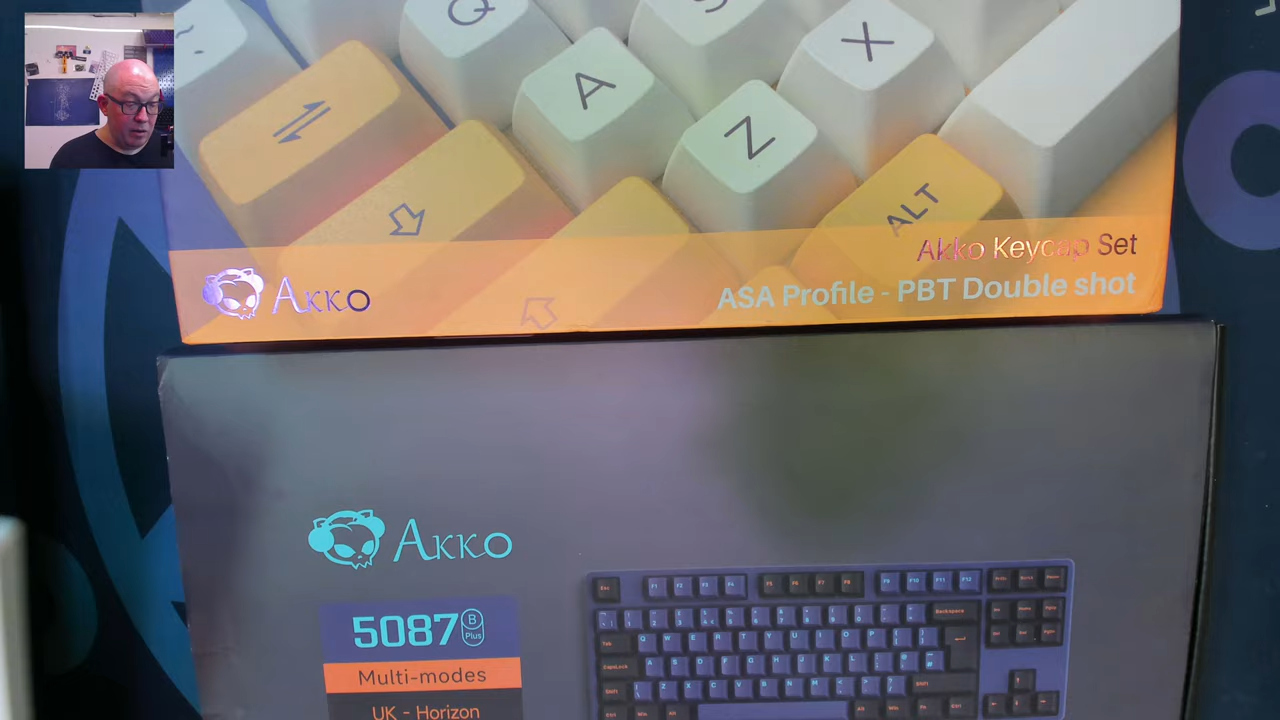 Q
A
X
Z
ALT
Akko Keycap Set
AKKO
ASA Profile - PBT Double shot
AKKO
5087 B Plus
Multi-modes
UK - Horizon